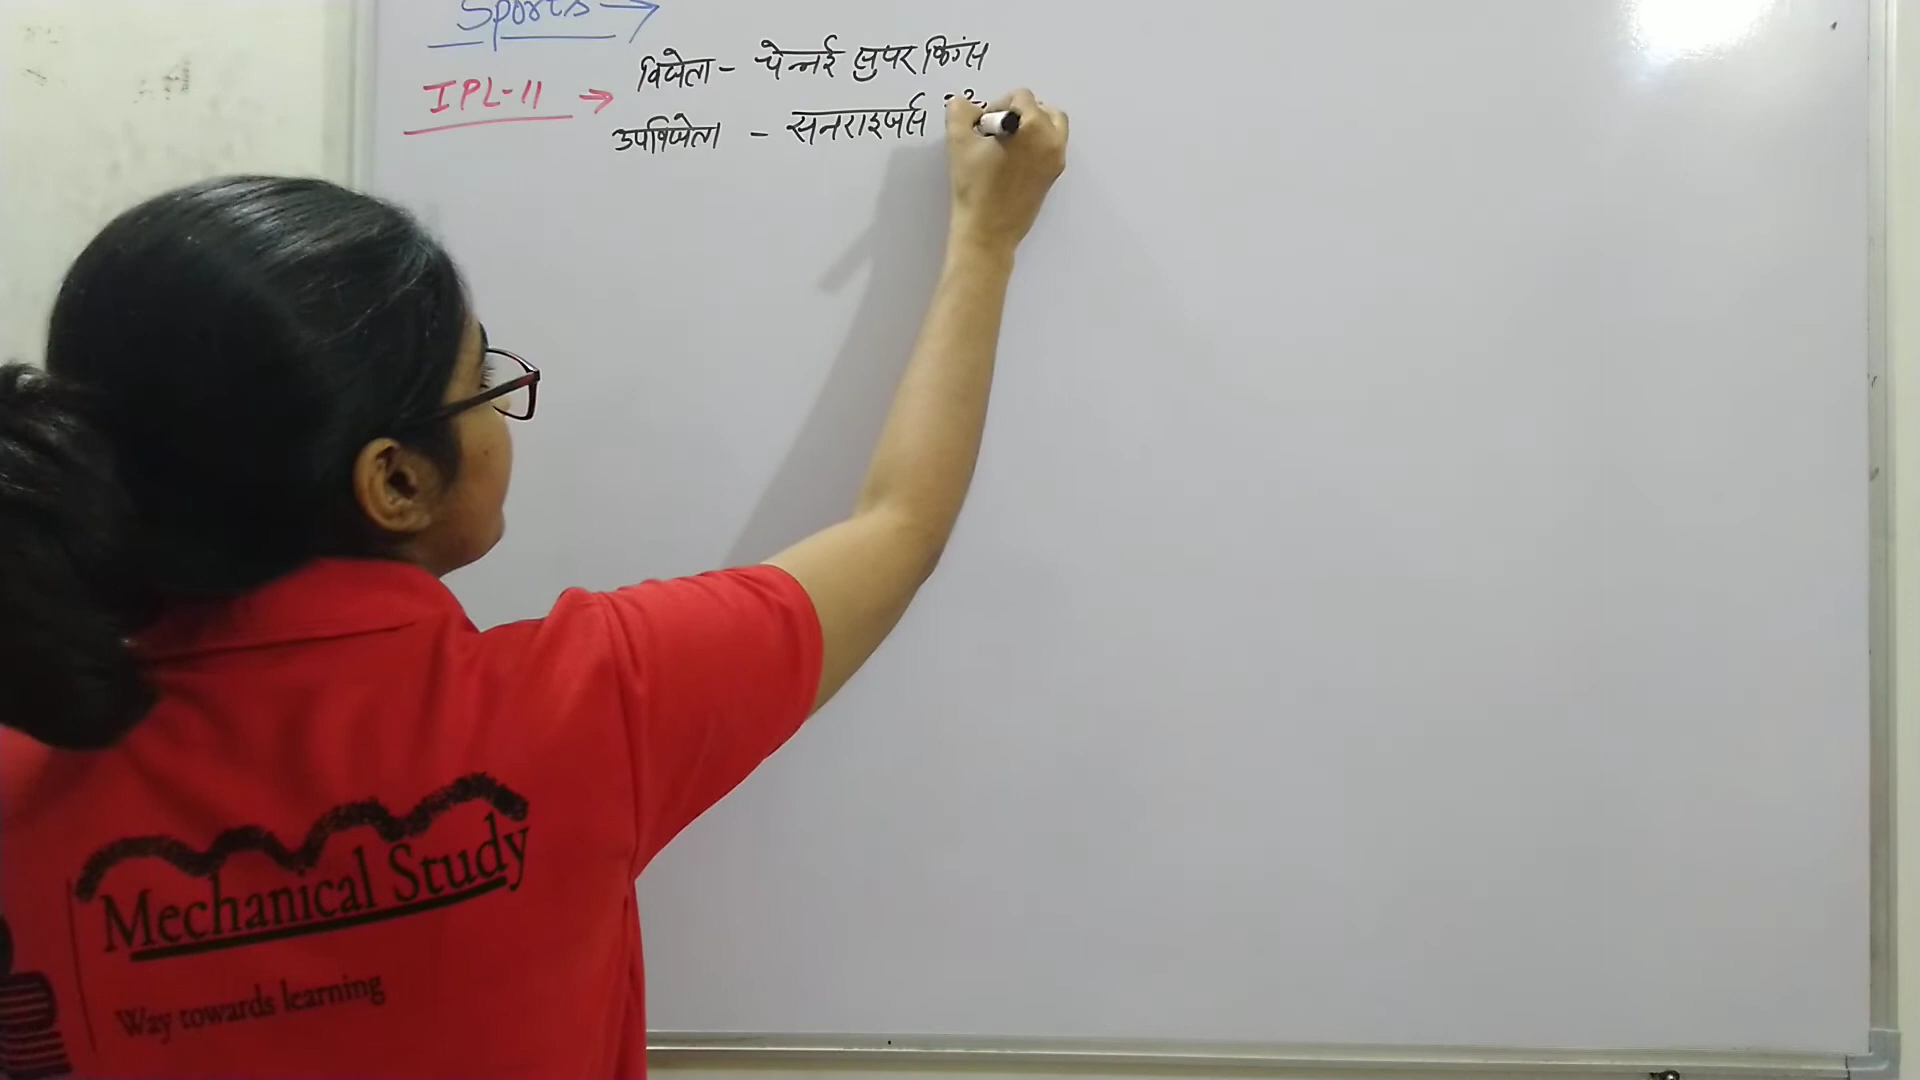 Sports →
IPL-11 → विजेता - चेन्नई सुपर किंग्स
उपविजेता - सनराइजर्स
Mechanical Study
Way towards learning